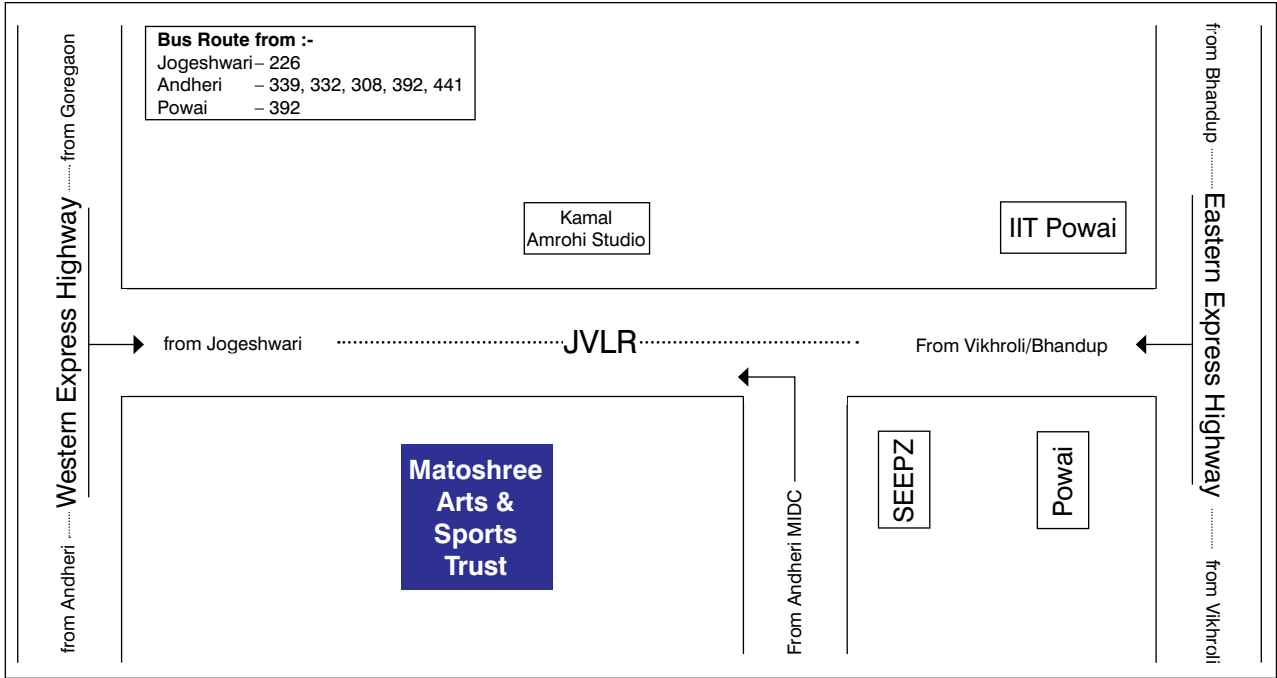 Bus Route from :-
Jogeshwari – 226
Andheri – 339, 332, 308, 392, 441
Powai – 392
from Goregaon
Western Express Highway
from Andheri
Kamal
Amrohi Studio
IIT Powai
from Bhandup
Eastern Express Highway
from Vikhroli
from Jogeshwari
JVLR
From Vikhroli/Bhandup
Matoshree
Arts &
Sports
Trust
From Andheri MIDC
SEEPZ
Powai